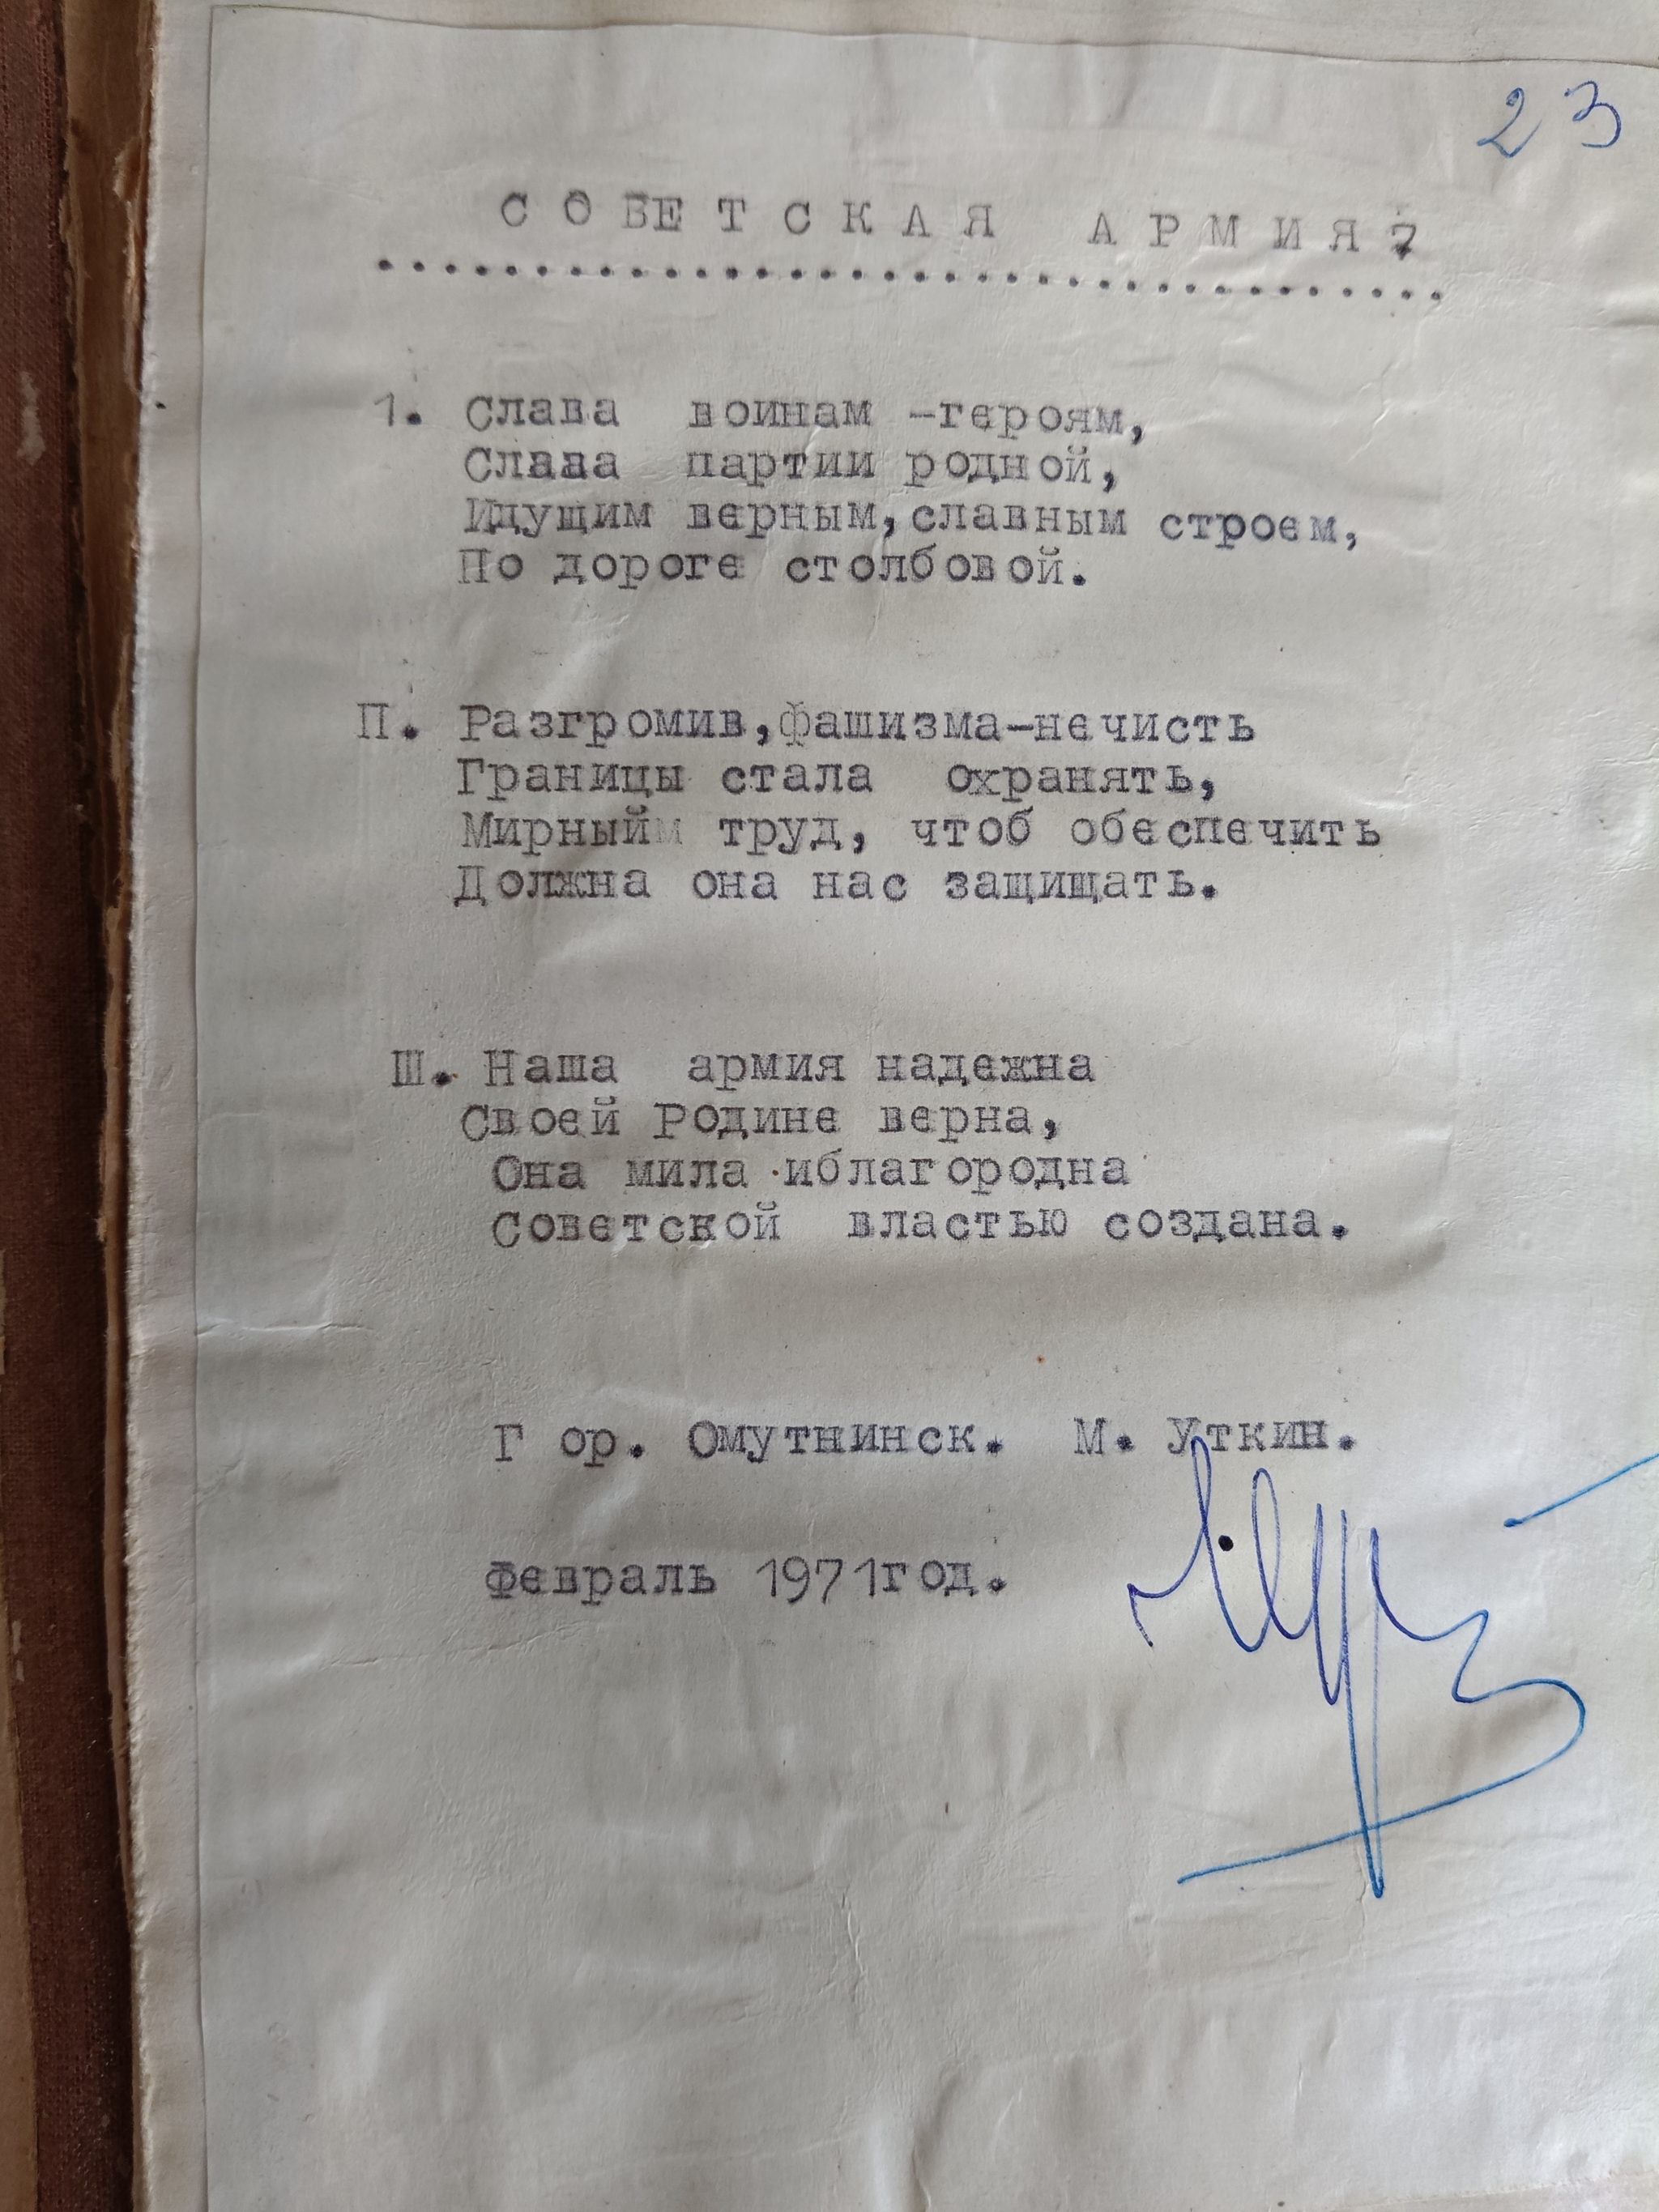 23
СОВЕТСКАЯ АРМИЯ
1. Слава воинам -героям,
Слава партии родной,
Идущим верным,славным строем,
По дороге столбовой.
П. Разгромив,фашизма-нечисть
Границы стала охранять,
Мирный труд, чтоб обеспечить
Должна она нас защищать.
Ш. Наша армия надежна
Своей Родине верна,
Она мила иблагородна
Советской властью создана.
Г ор. Омутнинск. М. Уткин.
Февраль 1971год.